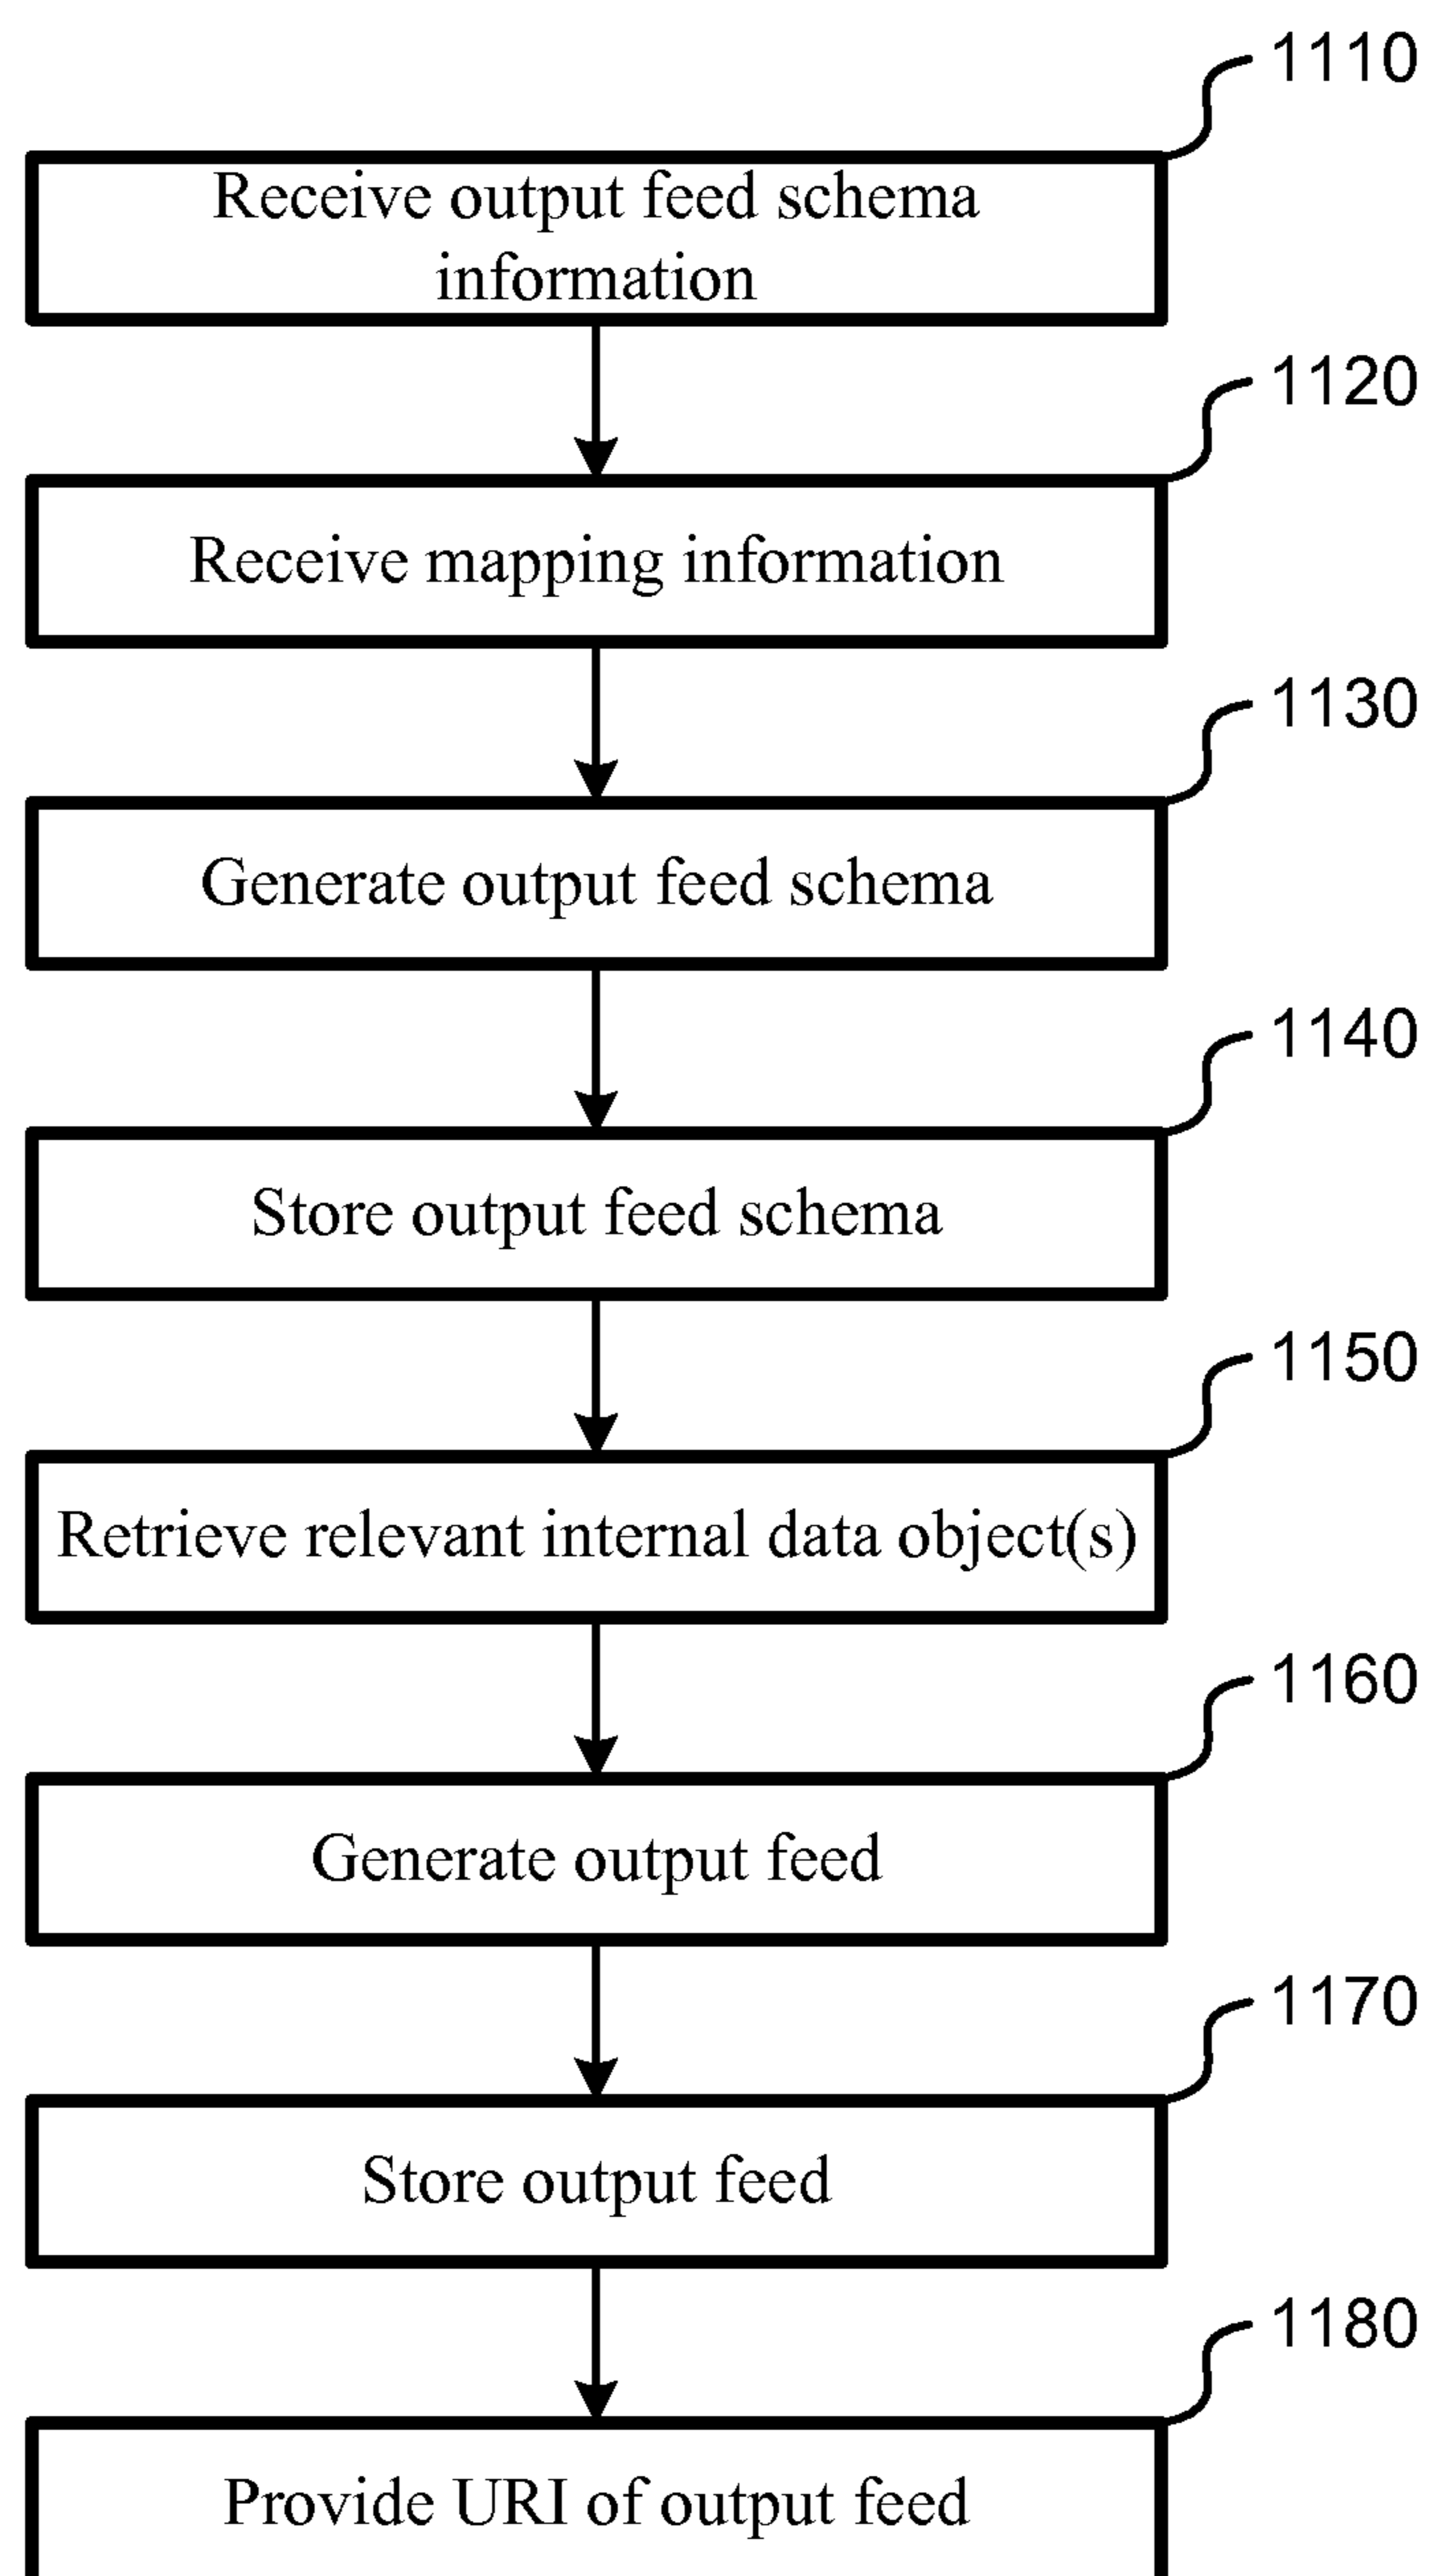 1110
Receive output feed schema
information
1120
Receive mapping information
1130
Generate output feed schema
1140
Store output feed schema
1150
Retrieve relevant internal data object(s)
1160
Generate output feed
1170
Store output feed
1180
Provide URI of output feed